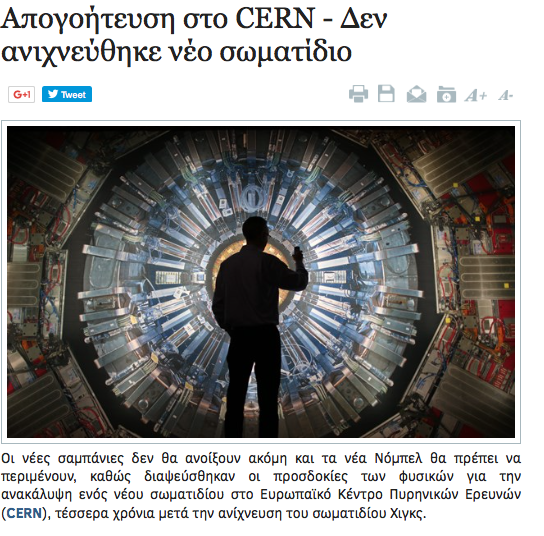 Απογοήτευση στο CERN - Δεν
ανιχνεύθηκε νέο σωματίδιο
G+1 Tweet A+ A-
Οι νέες σαμπάνιες δεν θα ανοίξουν ακόμη και τα νέα Νόμπελ θα πρέπει να
περιμένουν, καθώς διαψεύσθηκαν οι προσδοκίες των φυσικών για την
ανακάλυψη ενός νέου σωματιδίου στο Ευρωπαϊκό Κέντρο Πυρηνικών Ερευνών
(CERN), τέσσερα χρόνια μετά την ανίχνευση του σωματιδίου Χιγκς.